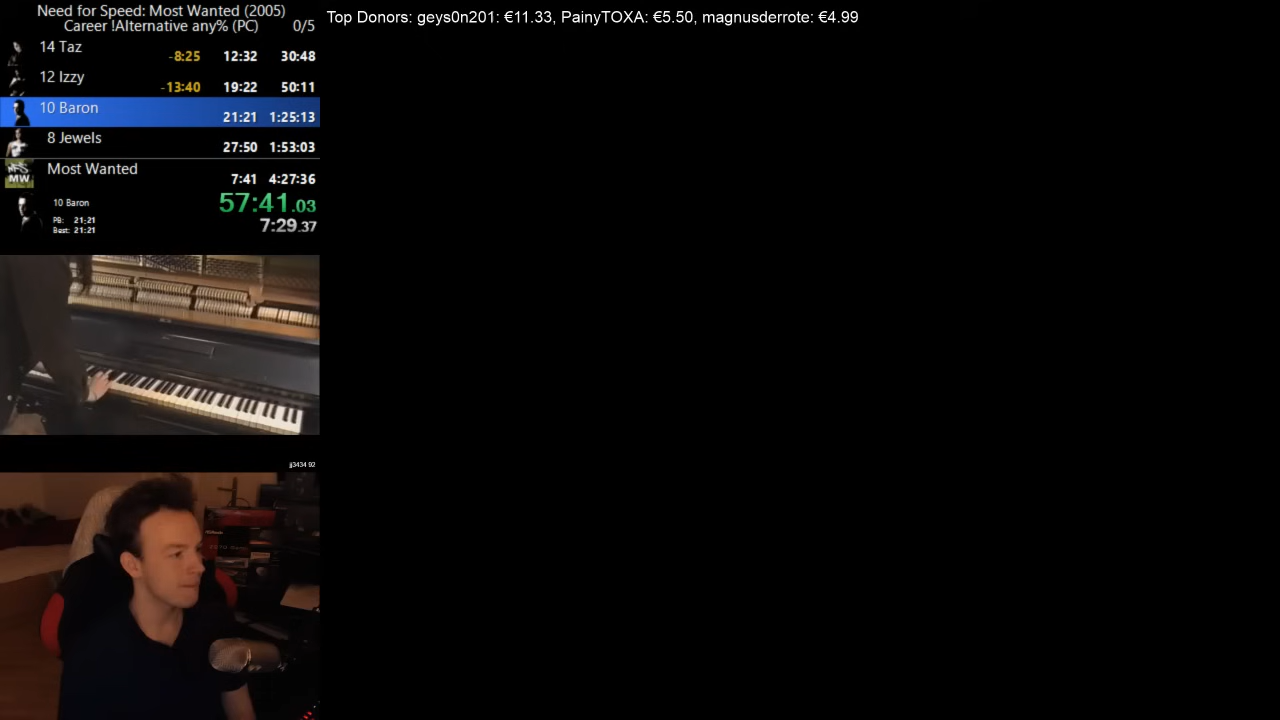 Need for Speed: Most Wanted (2005)
Career !Alternative any% (PC) 0/5
Top Donors: geys0n201: €11.33, PainyTOXA: €5.50, magnusderrote: €4.99
14 Taz -8:25 12:32 30:48
12 Izzy -13:40 19:22 50:11
10 Baron 21:21 1:25:13
8 Jewels 27:50 1:53:03
Most Wanted 7:41 4:27:36
MW
57:41.03
10 Baron
PB: 21:21
Best: 21:21
7:29.37
jj3434 92